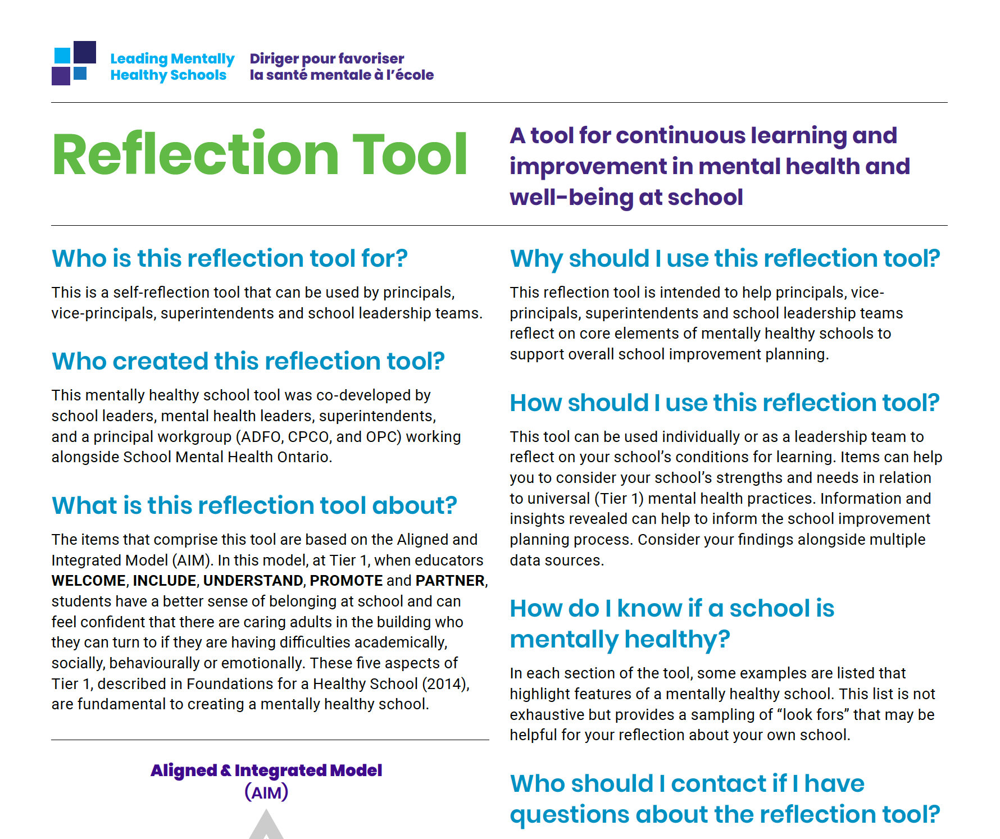 Leading Mentally
Healthy Schools
Diriger pour favoriser
la santé mentale à l’école
Reflection Tool
A tool for continuous learning and
improvement in mental health and
well-being at school
Who is this reflection tool for?
This is a self-reflection tool that can be used by principals,
vice-principals, superintendents and school leadership teams.
Who created this reflection tool?
This mentally healthy school tool was co-developed by
school leaders, mental health leaders, superintendents,
and a principal workgroup (ADFO, CPCO, and OPC) working
alongside School Mental Health Ontario.
What is this reflection tool about?
The items that comprise this tool are based on the Aligned and
Integrated Model (AIM). In this model, at Tier 1, when educators
WELCOME, INCLUDE, UNDERSTAND, PROMOTE and PARTNER,
students have a better sense of belonging at school and can
feel confident that there are caring adults in the building who
they can turn to if they are having difficulties academically,
socially, behaviourally or emotionally. These five aspects of
Tier 1, described in Foundations for a Healthy School (2014),
are fundamental to creating a mentally healthy school.
Aligned & Integrated Model
(AIM)
Why should I use this reflection tool?
This reflection tool is intended to help principals, vice-
principals, superintendents and school leadership teams
reflect on core elements of mentally healthy schools to
support overall school improvement planning.
How should I use this reflection tool?
This tool can be used individually or as a leadership team to
reflect on your school’s conditions for learning. Items can help
you to consider your school’s strengths and needs in relation
to universal (Tier 1) mental health practices. Information and
insights revealed can help to inform the school improvement
planning process. Consider your findings alongside multiple
data sources.
How do I know if a school is
mentally healthy?
In each section of the tool, some examples are listed that
highlight features of a mentally healthy school. This list is not
exhaustive but provides a sampling of “look fors” that may be
helpful for your reflection about your own school.
Who should I contact if I have
questions about the reflection tool?